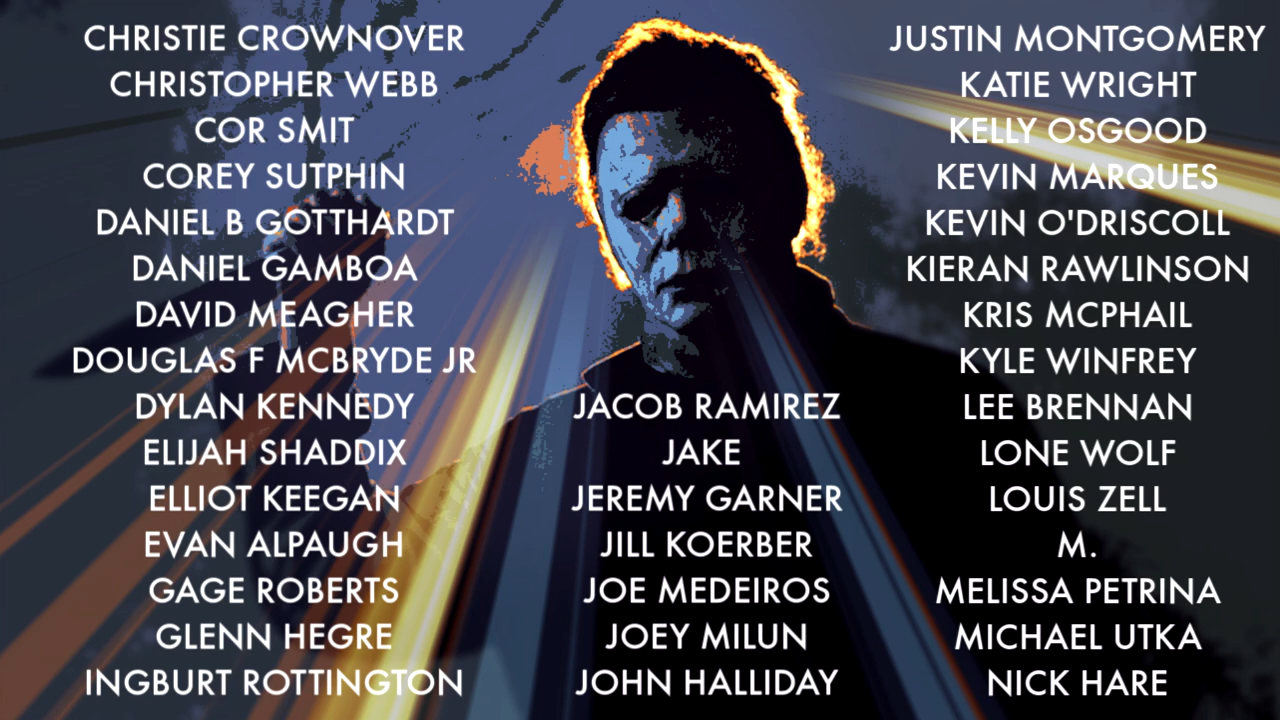 CHRISTIE CROWNOVER
CHRISTOPHER WEBB
COR SMIT
COREY SUTPHIN
DANIEL B GOTTHARDT
DANIEL GAMBOA
DAVID MEAGHER
DOUGLAS F MCBRYDE JR
DYLAN KENNEDY
ELIJAH SHADDIX
ELLIOT KEEGAN
EVAN ALPAUGH
GAGE ROBERTS
GLENN HEGRE
INGBURT ROTTINGTON
JACOB RAMIREZ
JAKE
JEREMY GARNER
JILL KOERBER
JOE MEDEIROS
JOEY MILUN
JOHN HALLIDAY
JUSTIN MONTGOMERY
KATIE WRIGHT
KELLY OSGOOD
KEVIN MARQUES
KEVIN O'DRISCOLL
KIERAN RAWLINSON
KRIS MCPHAIL
KYLE WINFREY
LEE BRENNAN
LONE WOLF
LOUIS ZELL
M.
MELISSA PETRINA
MICHAEL UTKA
NICK HARE